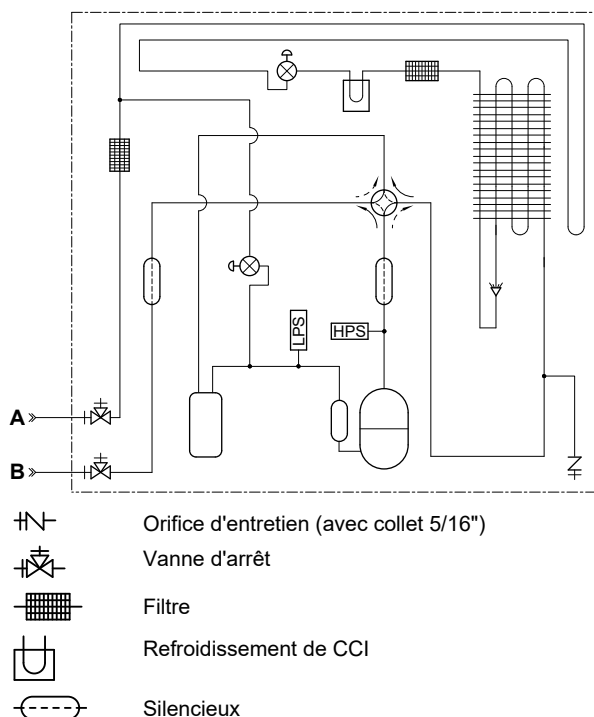 LPS
HPS
A
B
Orifice d'entretien (avec collet 5/16")
Vanne d'arrêt
Filtre
Refroidissement de CCI
Silencieux